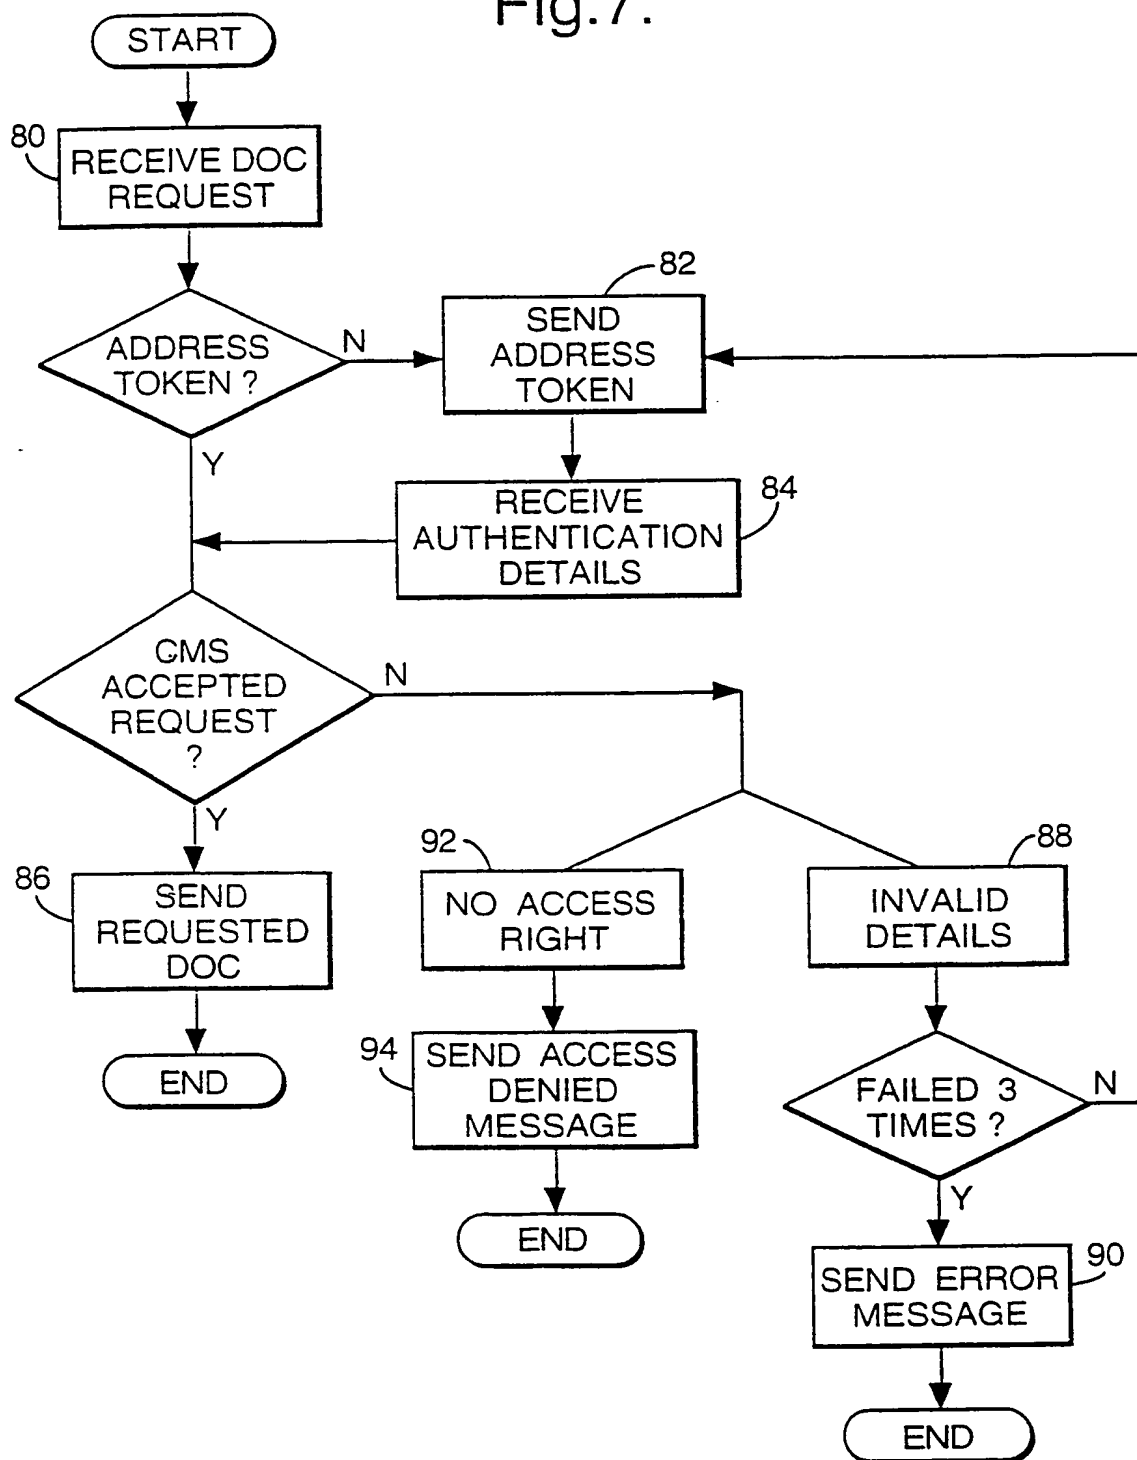 Fig.7.
START
80
RECEIVE DOC
REQUEST
82
ADDRESS
TOKEN ?
N
SEND
ADDRESS
TOKEN
Y
84
RECEIVE
AUTHENTICATION
DETAILS
CMS
ACCEPTED
REQUEST
?
N
Y
86
SEND
REQUESTED
DOC
END
92
NO ACCESS
RIGHT
88
INVALID
DETAILS
94
SEND ACCESS
DENIED
MESSAGE
END
FAILED 3
TIMES ?
N
Y
90
SEND ERROR
MESSAGE
END